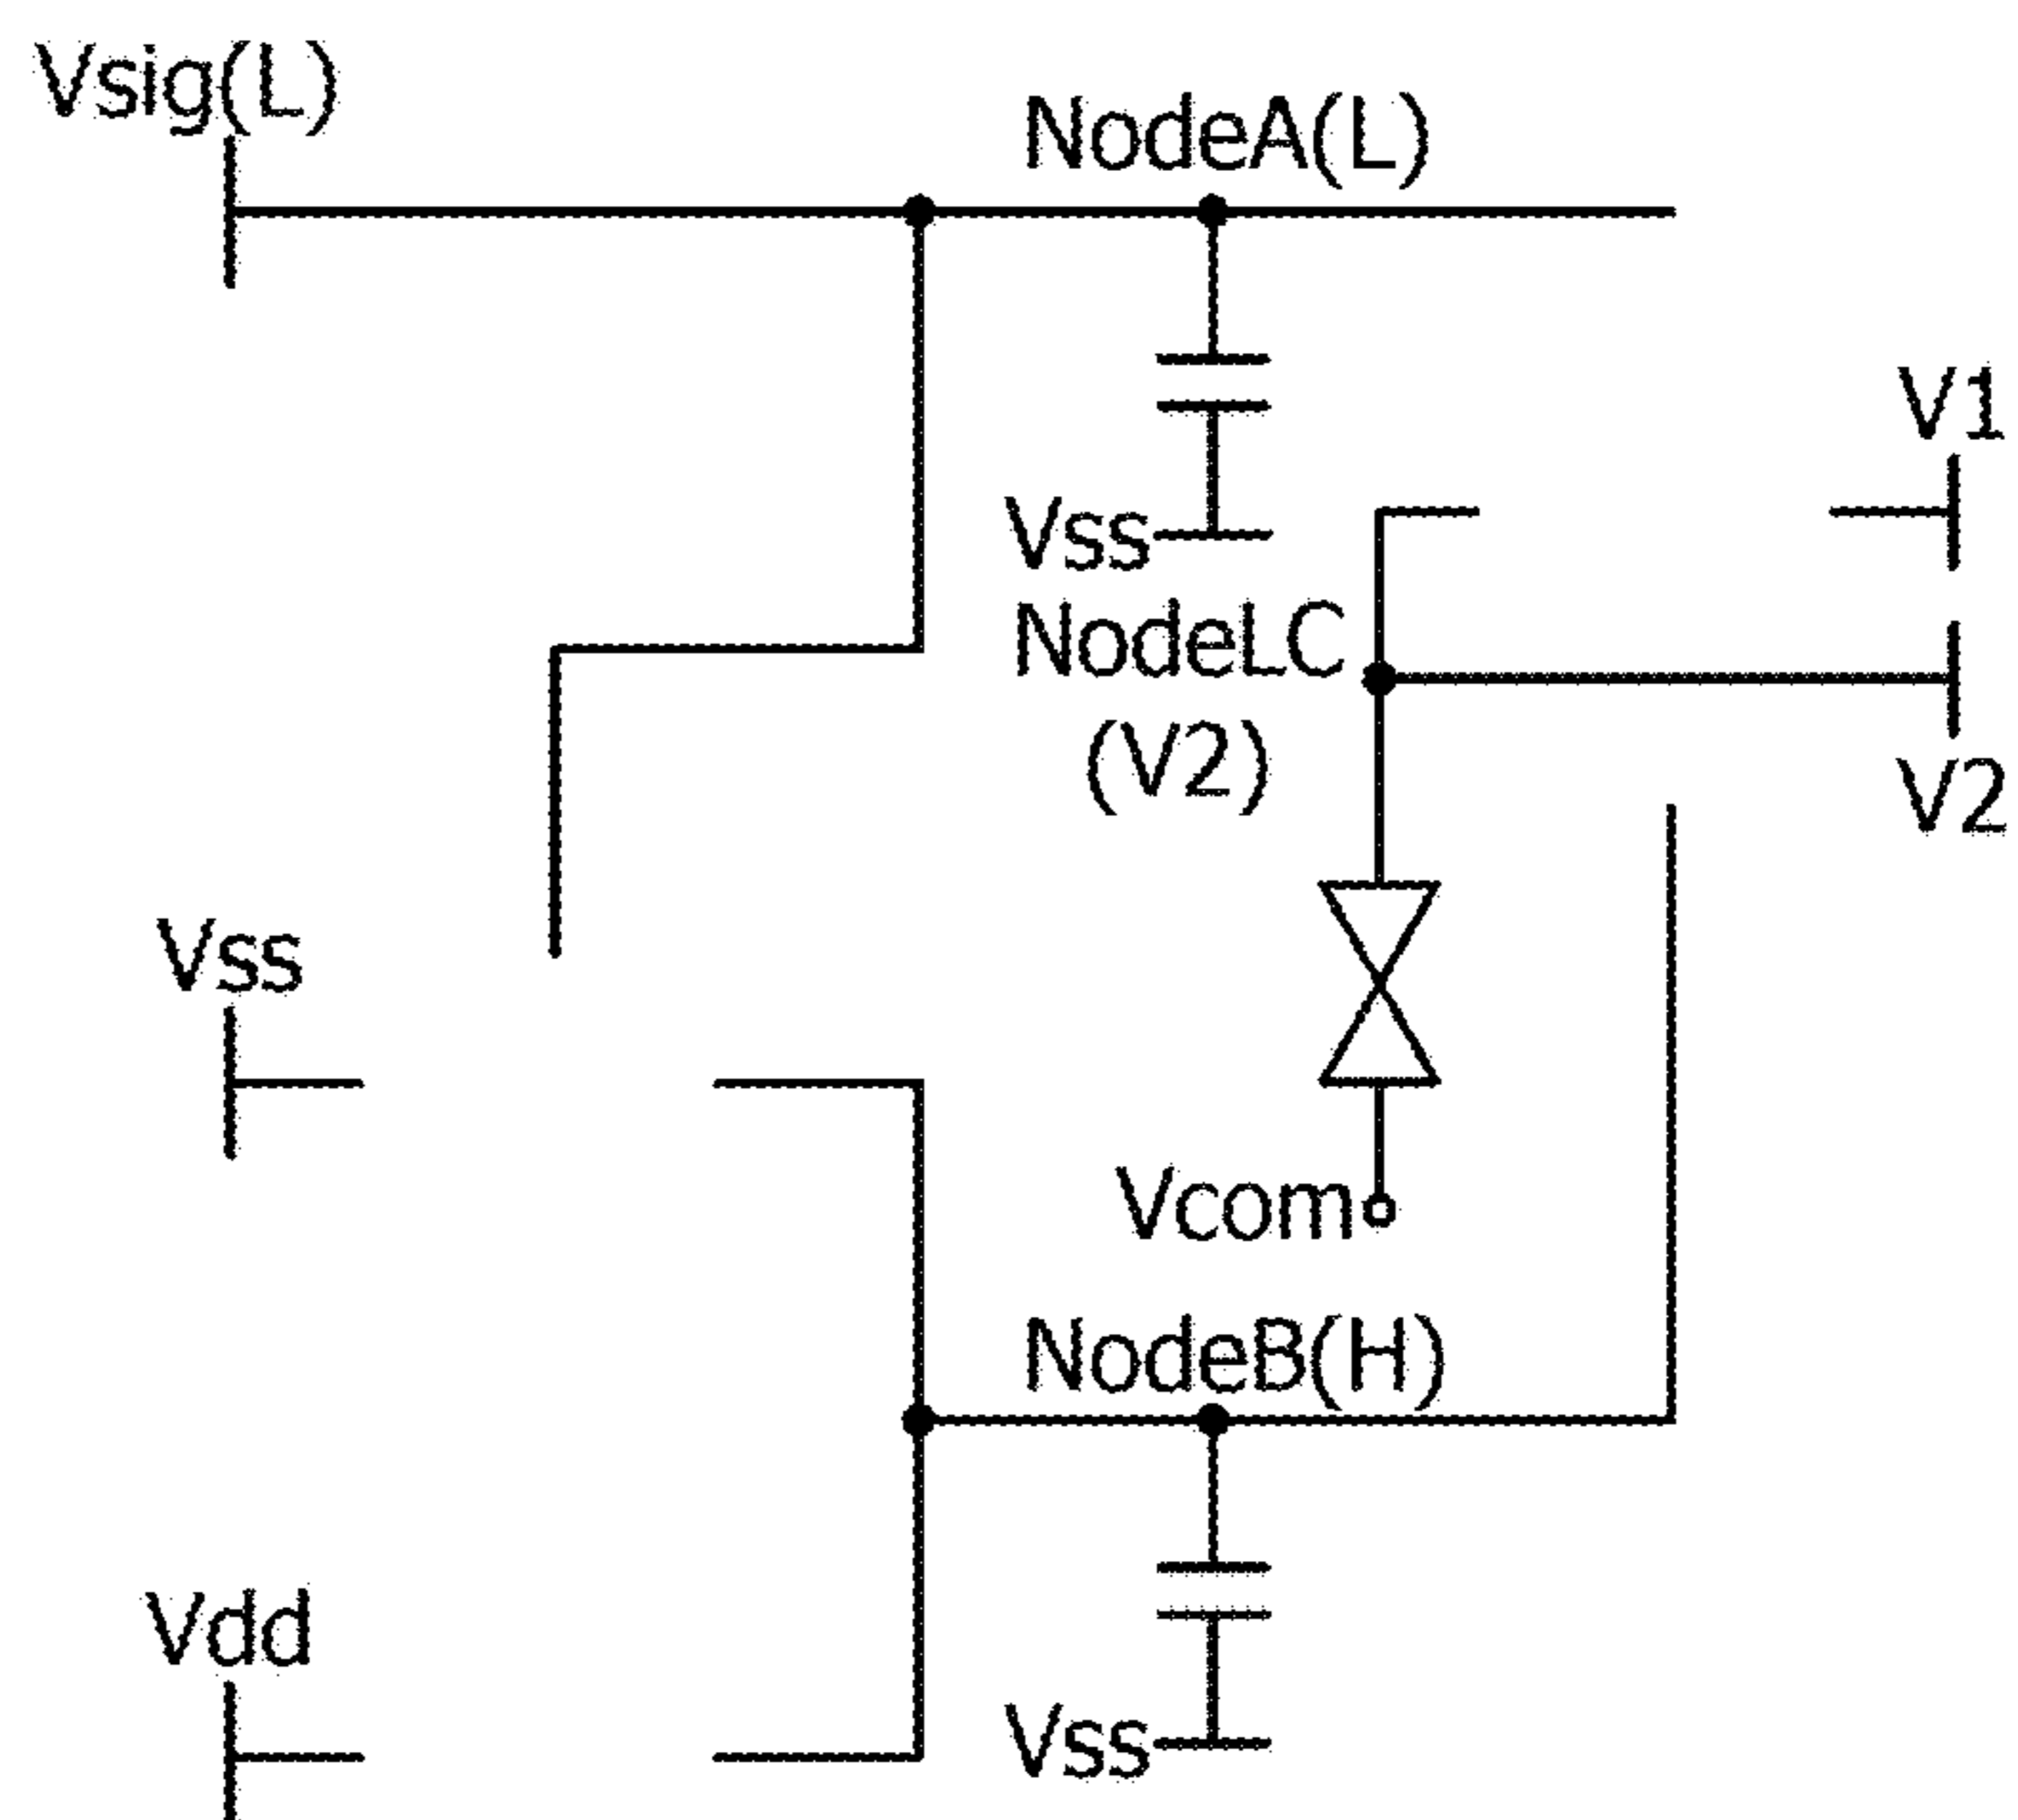 Vsig(L)
NodeA(L)
V1
Vss
NodeLC
(V2)
V2
Vss
Vcom
NodeB(H)
Vdd
Vss